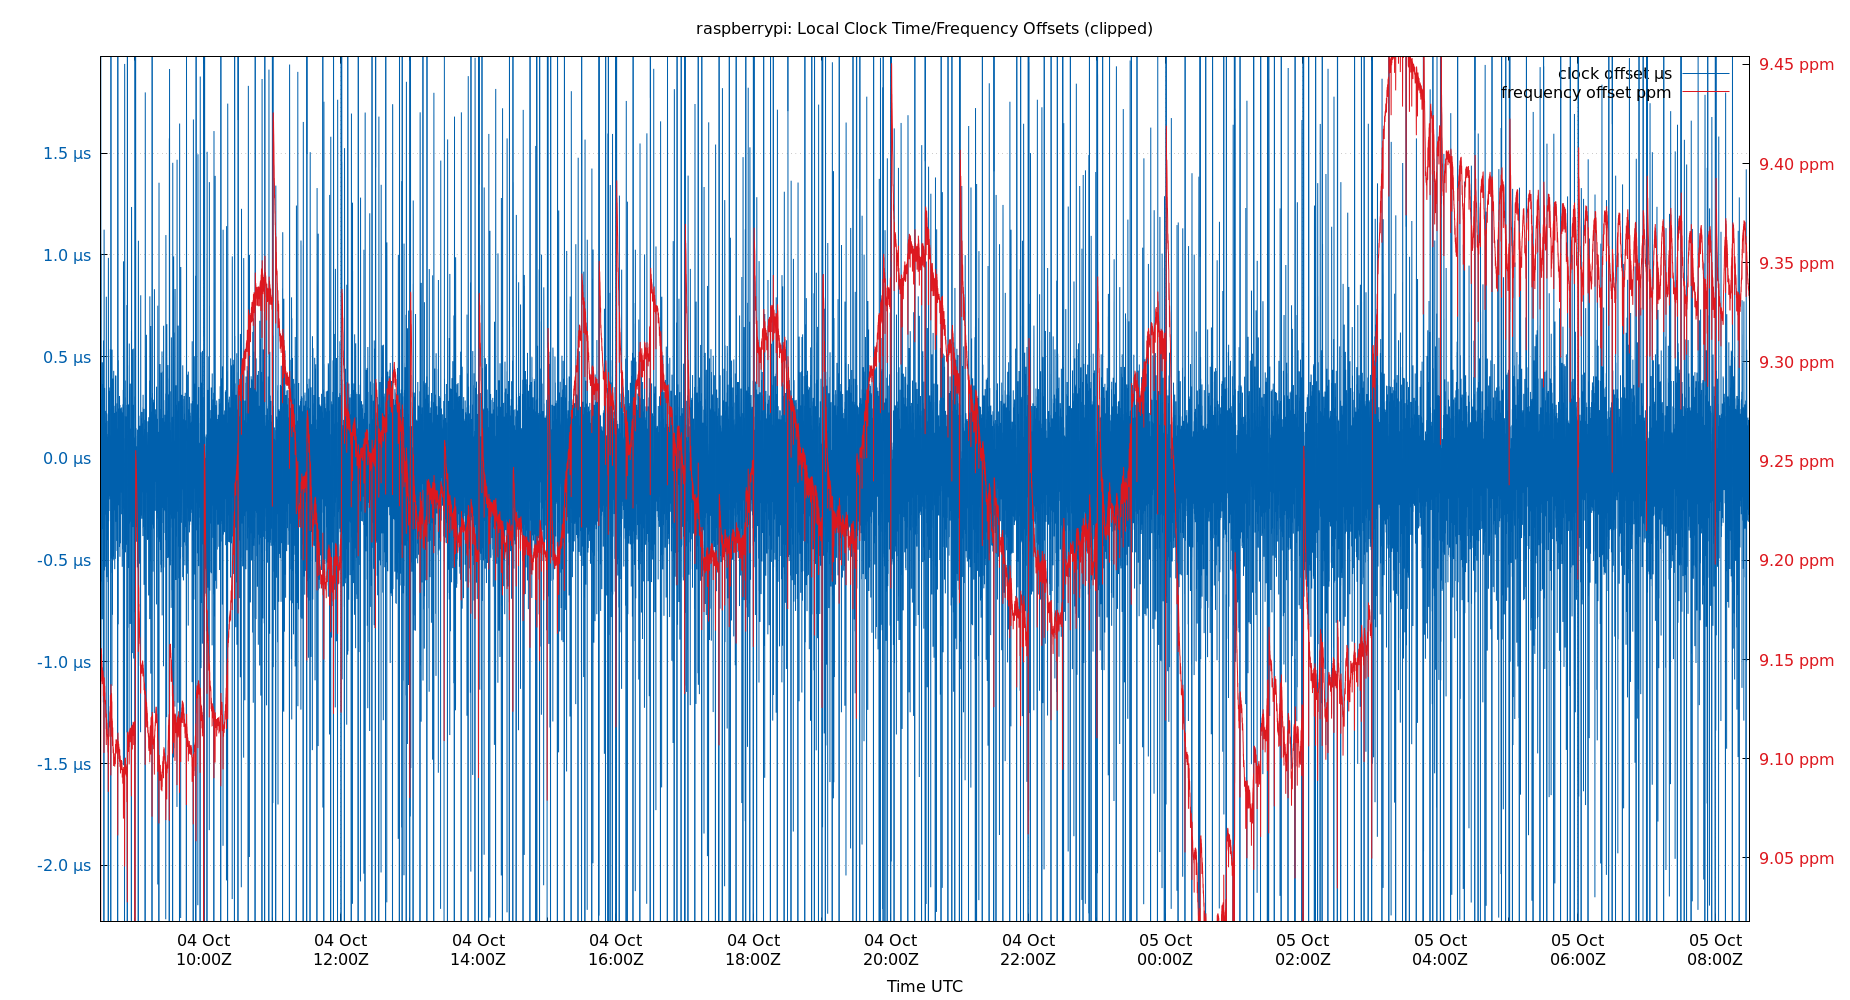 raspberrypi: Local Clock Time/Frequency Offsets (clipped)
clock offset µs
frequency offset ppm
1.5 µs
1.0 µs
0.5 µs
0.0 µs
-0.5 µs
-1.0 µs
-1.5 µs
-2.0 µs
9.45 ppm
9.40 ppm
9.35 ppm
9.30 ppm
9.25 ppm
9.20 ppm
9.15 ppm
9.10 ppm
9.05 ppm
04 Oct
10:00Z
04 Oct
12:00Z
04 Oct
14:00Z
04 Oct
16:00Z
04 Oct
18:00Z
04 Oct
20:00Z
04 Oct
22:00Z
05 Oct
00:00Z
05 Oct
02:00Z
05 Oct
04:00Z
05 Oct
06:00Z
05 Oct
08:00Z
Time UTC